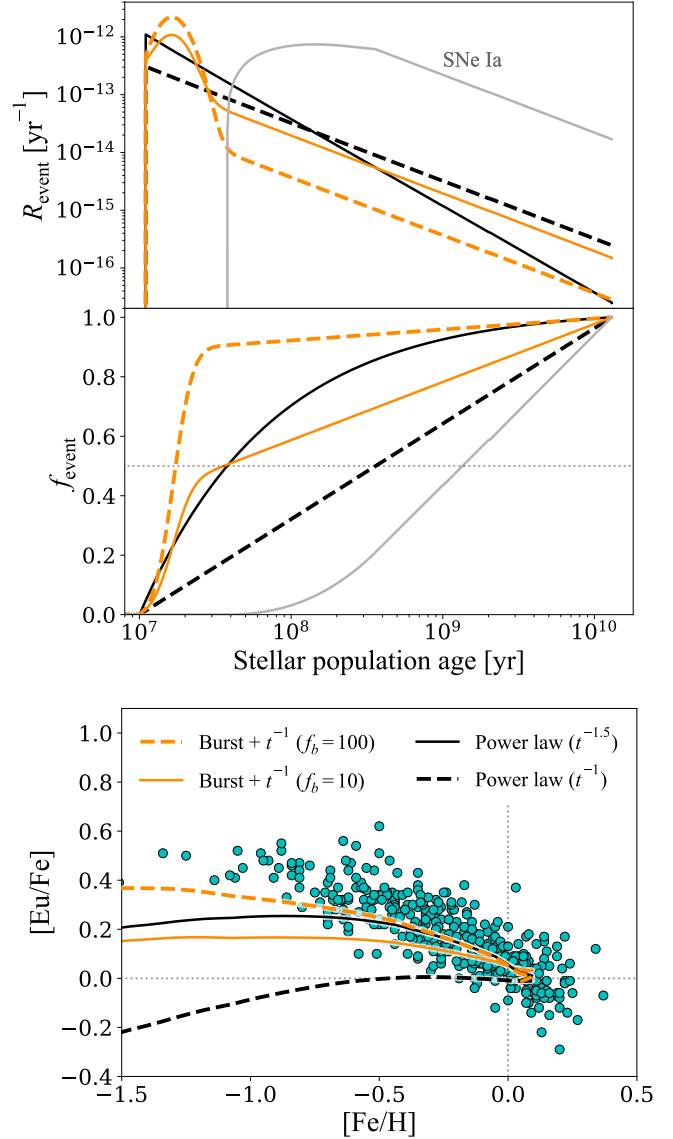 R_event [yr^−1]
10^−12
10^−13
10^−14
10^−15
10^−16
SNe Ia
f_event
1.0
0.8
0.6
0.4
0.2
0.0
10^7 10^8 10^9 10^10
Stellar population age [yr]
Burst + t^−1 (f_b = 100)
Power law (t^−1.5)
Burst + t^−1 (f_b = 10)
Power law (t^−1)
[Eu/Fe]
1.0
0.8
0.6
0.4
0.2
0.0
−0.2
−0.4
−1.5 −1.0 −0.5 0.0 0.5
[Fe/H]